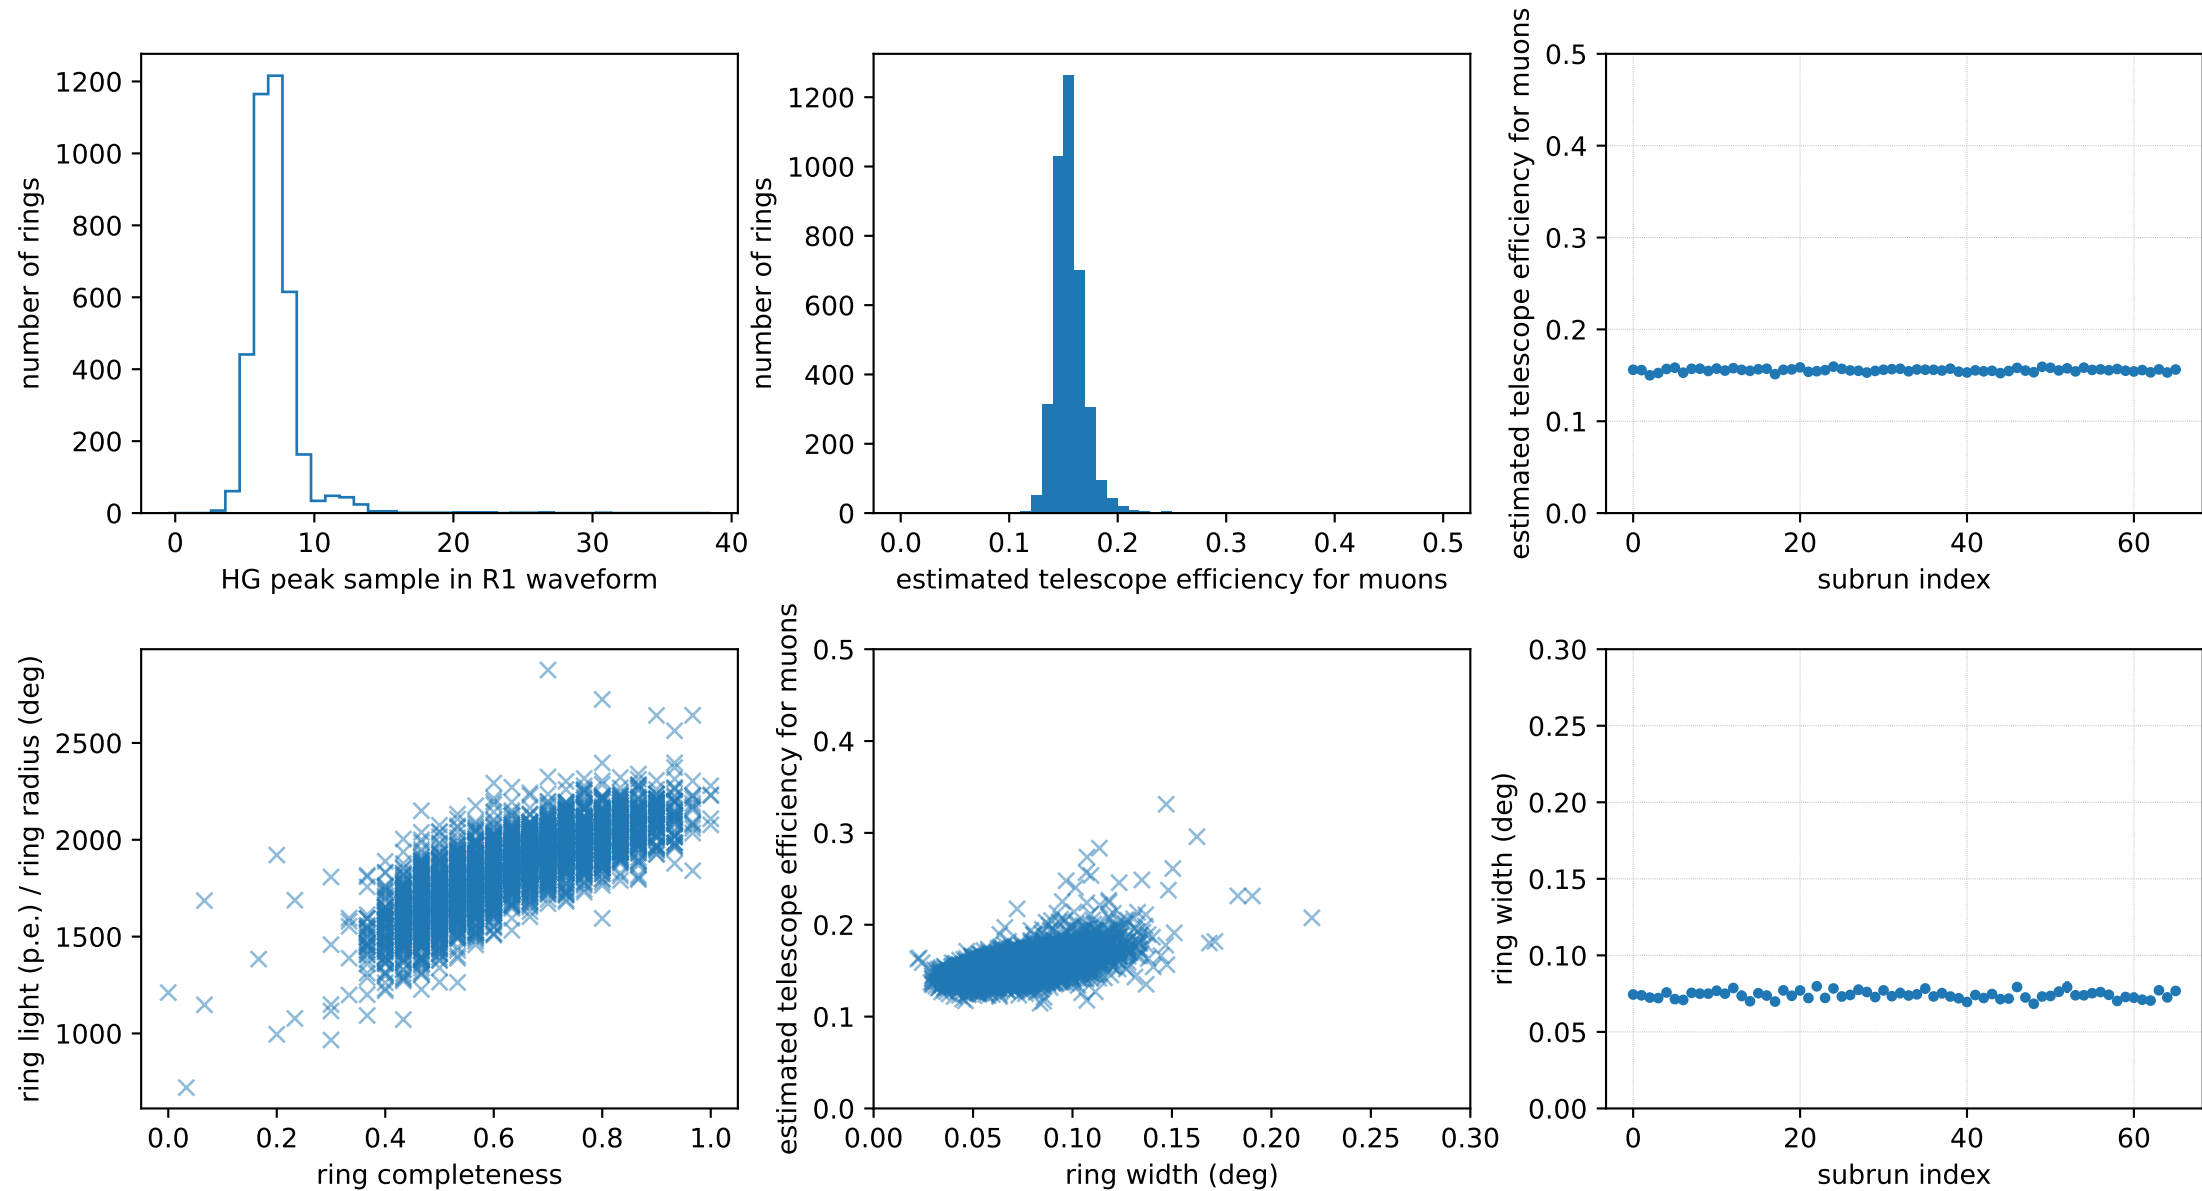 number of rings
1200
1000
800
600
400
200
0
0 10 20 30 40
HG peak sample in R1 waveform
number of rings
1200
1000
800
600
400
200
0
0.0 0.1 0.2 0.3 0.4 0.5
estimated telescope efficiency for muons
estimated telescope efficiency for muons
0.5
0.4
0.3
0.2
0.1
0.0
0 20 40 60
subrun index
ring light (p.e.) / ring radius (deg)
2500
2000
1500
1000
0.0 0.2 0.4 0.6 0.8 1.0
ring completeness
estimated telescope efficiency for muons
0.5
0.4
0.3
0.2
0.1
0.0
0.00 0.05 0.10 0.15 0.20 0.25 0.30
ring width (deg)
ring width (deg)
0.30
0.25
0.20
0.15
0.10
0.05
0.00
0 20 40 60
subrun index